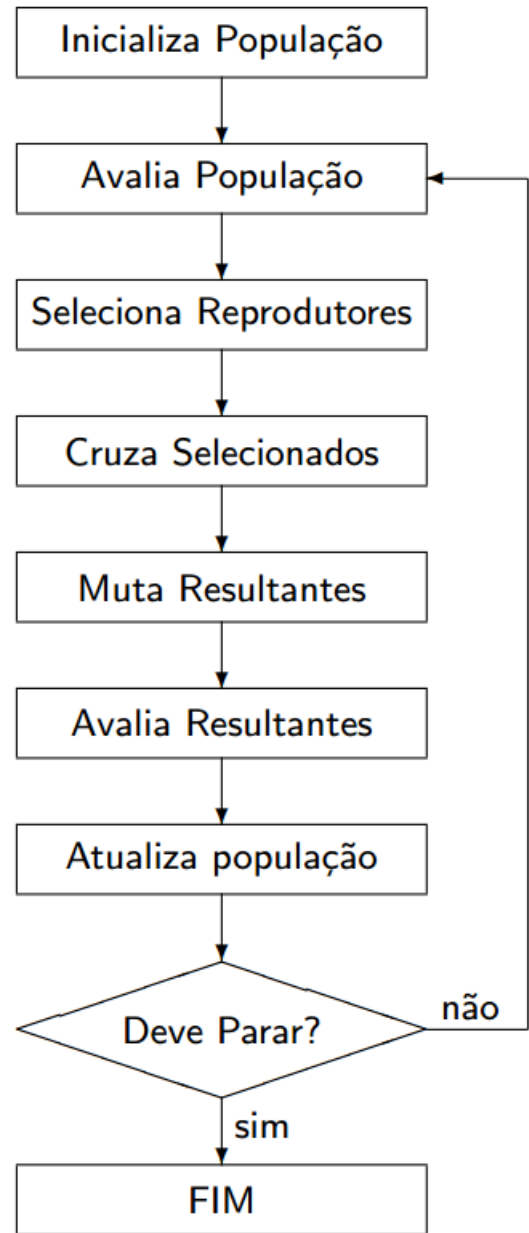 Inicializa População
Avalia População
Seleciona Reprodutores
Cruza Selecionados
Muta Resultantes
Avalia Resultantes
Atualiza população
Deve Parar?
não
sim
FIM